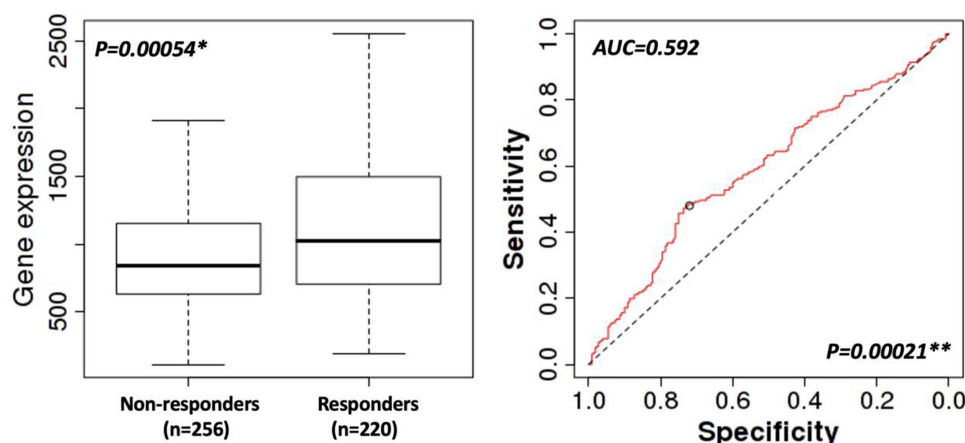 P=0.00054*
Gene expression
2500
1500
500
Non-responders
(n=256)
Responders
(n=220)
AUC=0.592
Sensitivity
1.0
0.8
0.6
0.4
0.2
0.0
P=0.00021**
1.0 0.8 0.6 0.4 0.2 0.0
Specificity